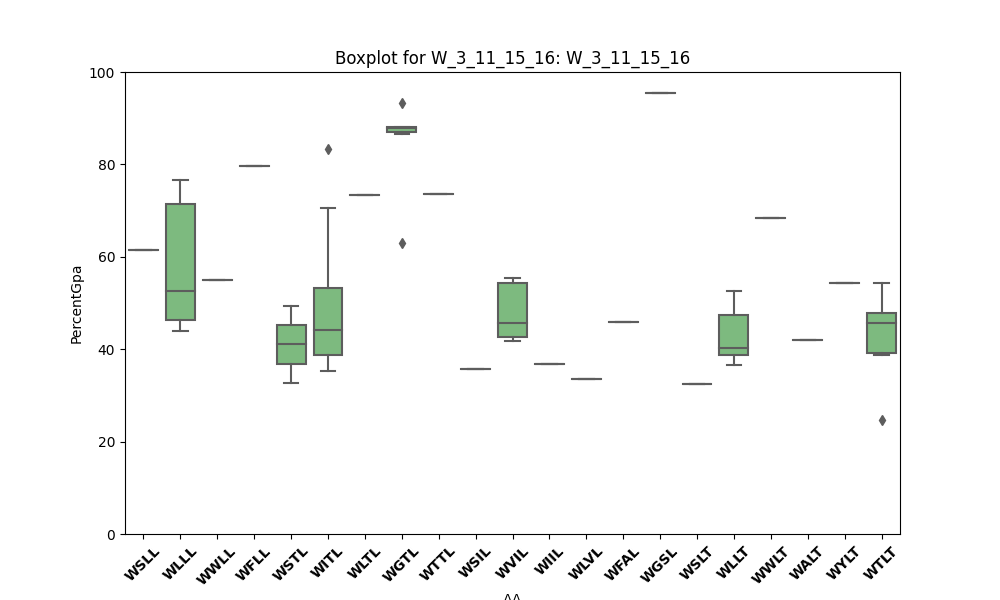 Boxplot for W_3_11_15_16: W_3_11_15_16
100
80
60
40
20
0
PercentGpa
WSLL WLLL WWLL WFLL WSTL WITL WLTL WGTL WTTL WSIL WVIL WIIL WLVL WFAL WGSL WSLT WLLT WWLT WALT WYLT WTLT
AA